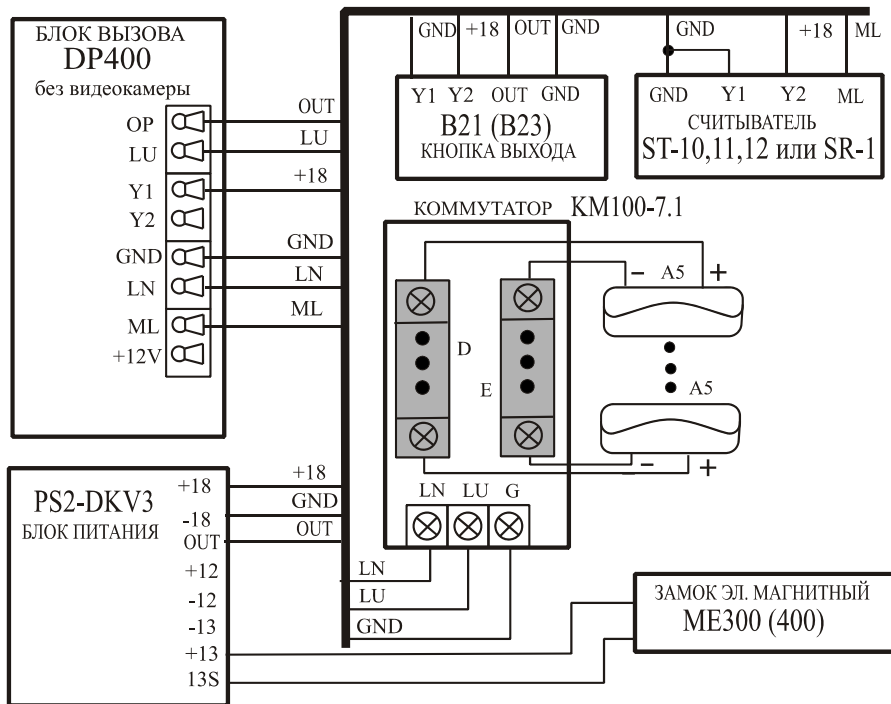 БЛОК ВЫЗОВА
DP400
без видеокамеры
OP
LU
Y1
Y2
GND
LN
ML
+12V
OUT
LU
+18
GND
LN
ML
GND +18 OUT GND
Y1 Y2 OUT GND
B21 (B23)
КНОПКА ВЫХОДА
GND +18 ML
GND Y1 Y2 ML
СЧИТЫВАТЕЛЬ
ST-10,11,12 или SR-1
КОММУТАТОР KM100-7.1
D
E
LN LU G
− A5 +
A5
− +
PS2-DKV3
БЛОК ПИТАНИЯ
+18
-18
OUT
+12
-12
-13
+13
13S
+18
GND
OUT
LN
LU
GND
ЗАМОК ЭЛ. МАГНИТНЫЙ
ME300 (400)